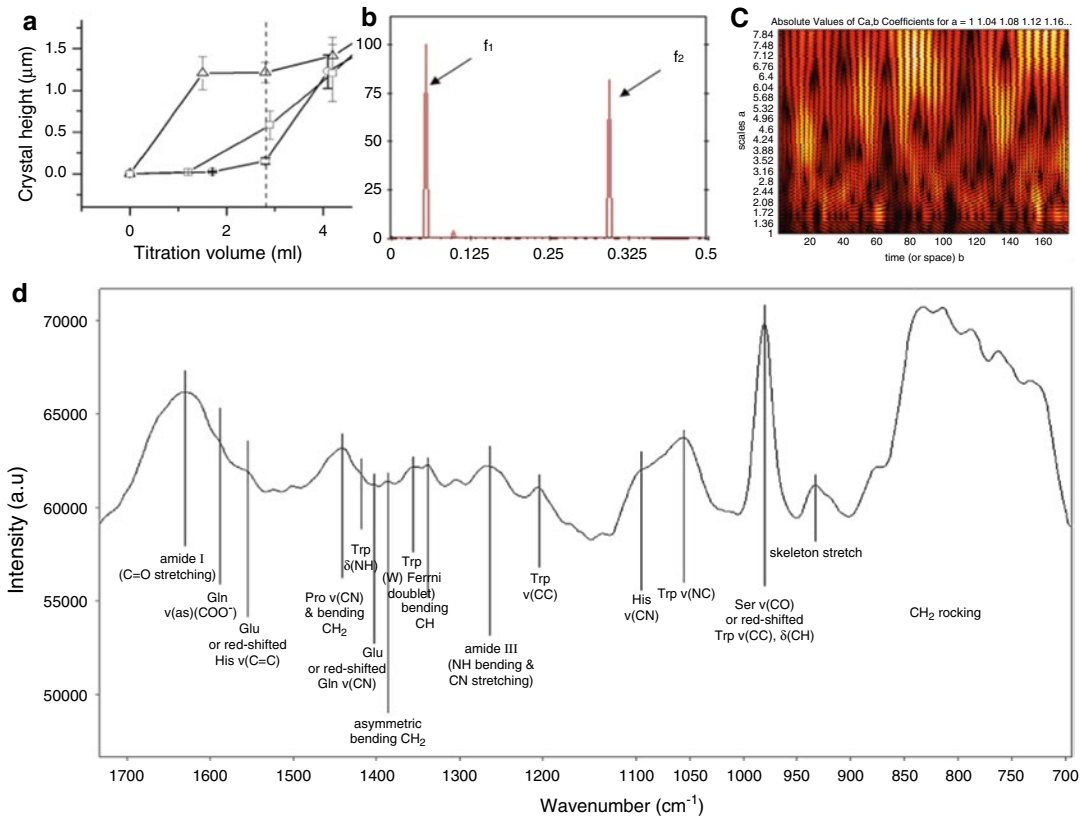 a
Crystal height (μm)
1.5
1.0
0.5
0.0
0
2
4
Titration volume (ml)
b
100
75
50
25
0
f1
f2
0
0.125
0.25
0.325
0.5
C
Absolute Values of Ca,b Coefficients for a = 1 1.04 1.08 1.12 1.16...
scales a
7.84
7.48
7.12
6.76
6.4
6.04
5.68
5.32
4.96
4.6
4.24
3.88
3.52
3.16
2.8
2.44
2.08
1.72
1.36
1
20
40
60
80
100
120
140
160
time (or space) b
d
Intensity (a.u)
70000
65000
60000
55000
50000
amide I
(C=O stretching)
Gln
v(as)(COO⁻)
Glu
or red-shifted
His v(C=C)
Pro v(CN)
& bending
CH₂
Trp
δ(NH)
Glu
or red-shifted
Gln v(CN)
asymmetric
bending CH₂
Trp
(W) Ferrni
doublet)
bending
CH
amide III
(NH bending &
CN stretching)
Trp
v(CC)
His
v(CN)
Trp v(NC)
Ser v(CO)
or red-shifted
Trp v(CC), δ(CH)
skeleton stretch
CH₂ rocking
1700
1600
1500
1400
1300
1200
1100
1050
1000
950
900
850
800
750
700
Wavenumber (cm⁻¹)